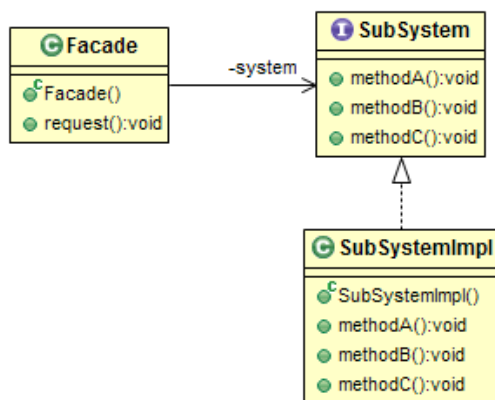 Facade
Facade()
request():void
-system
SubSystem
methodA():void
methodB():void
methodC():void
SubSystemImpl
SubSystemImpl()
methodA():void
methodB():void
methodC():void